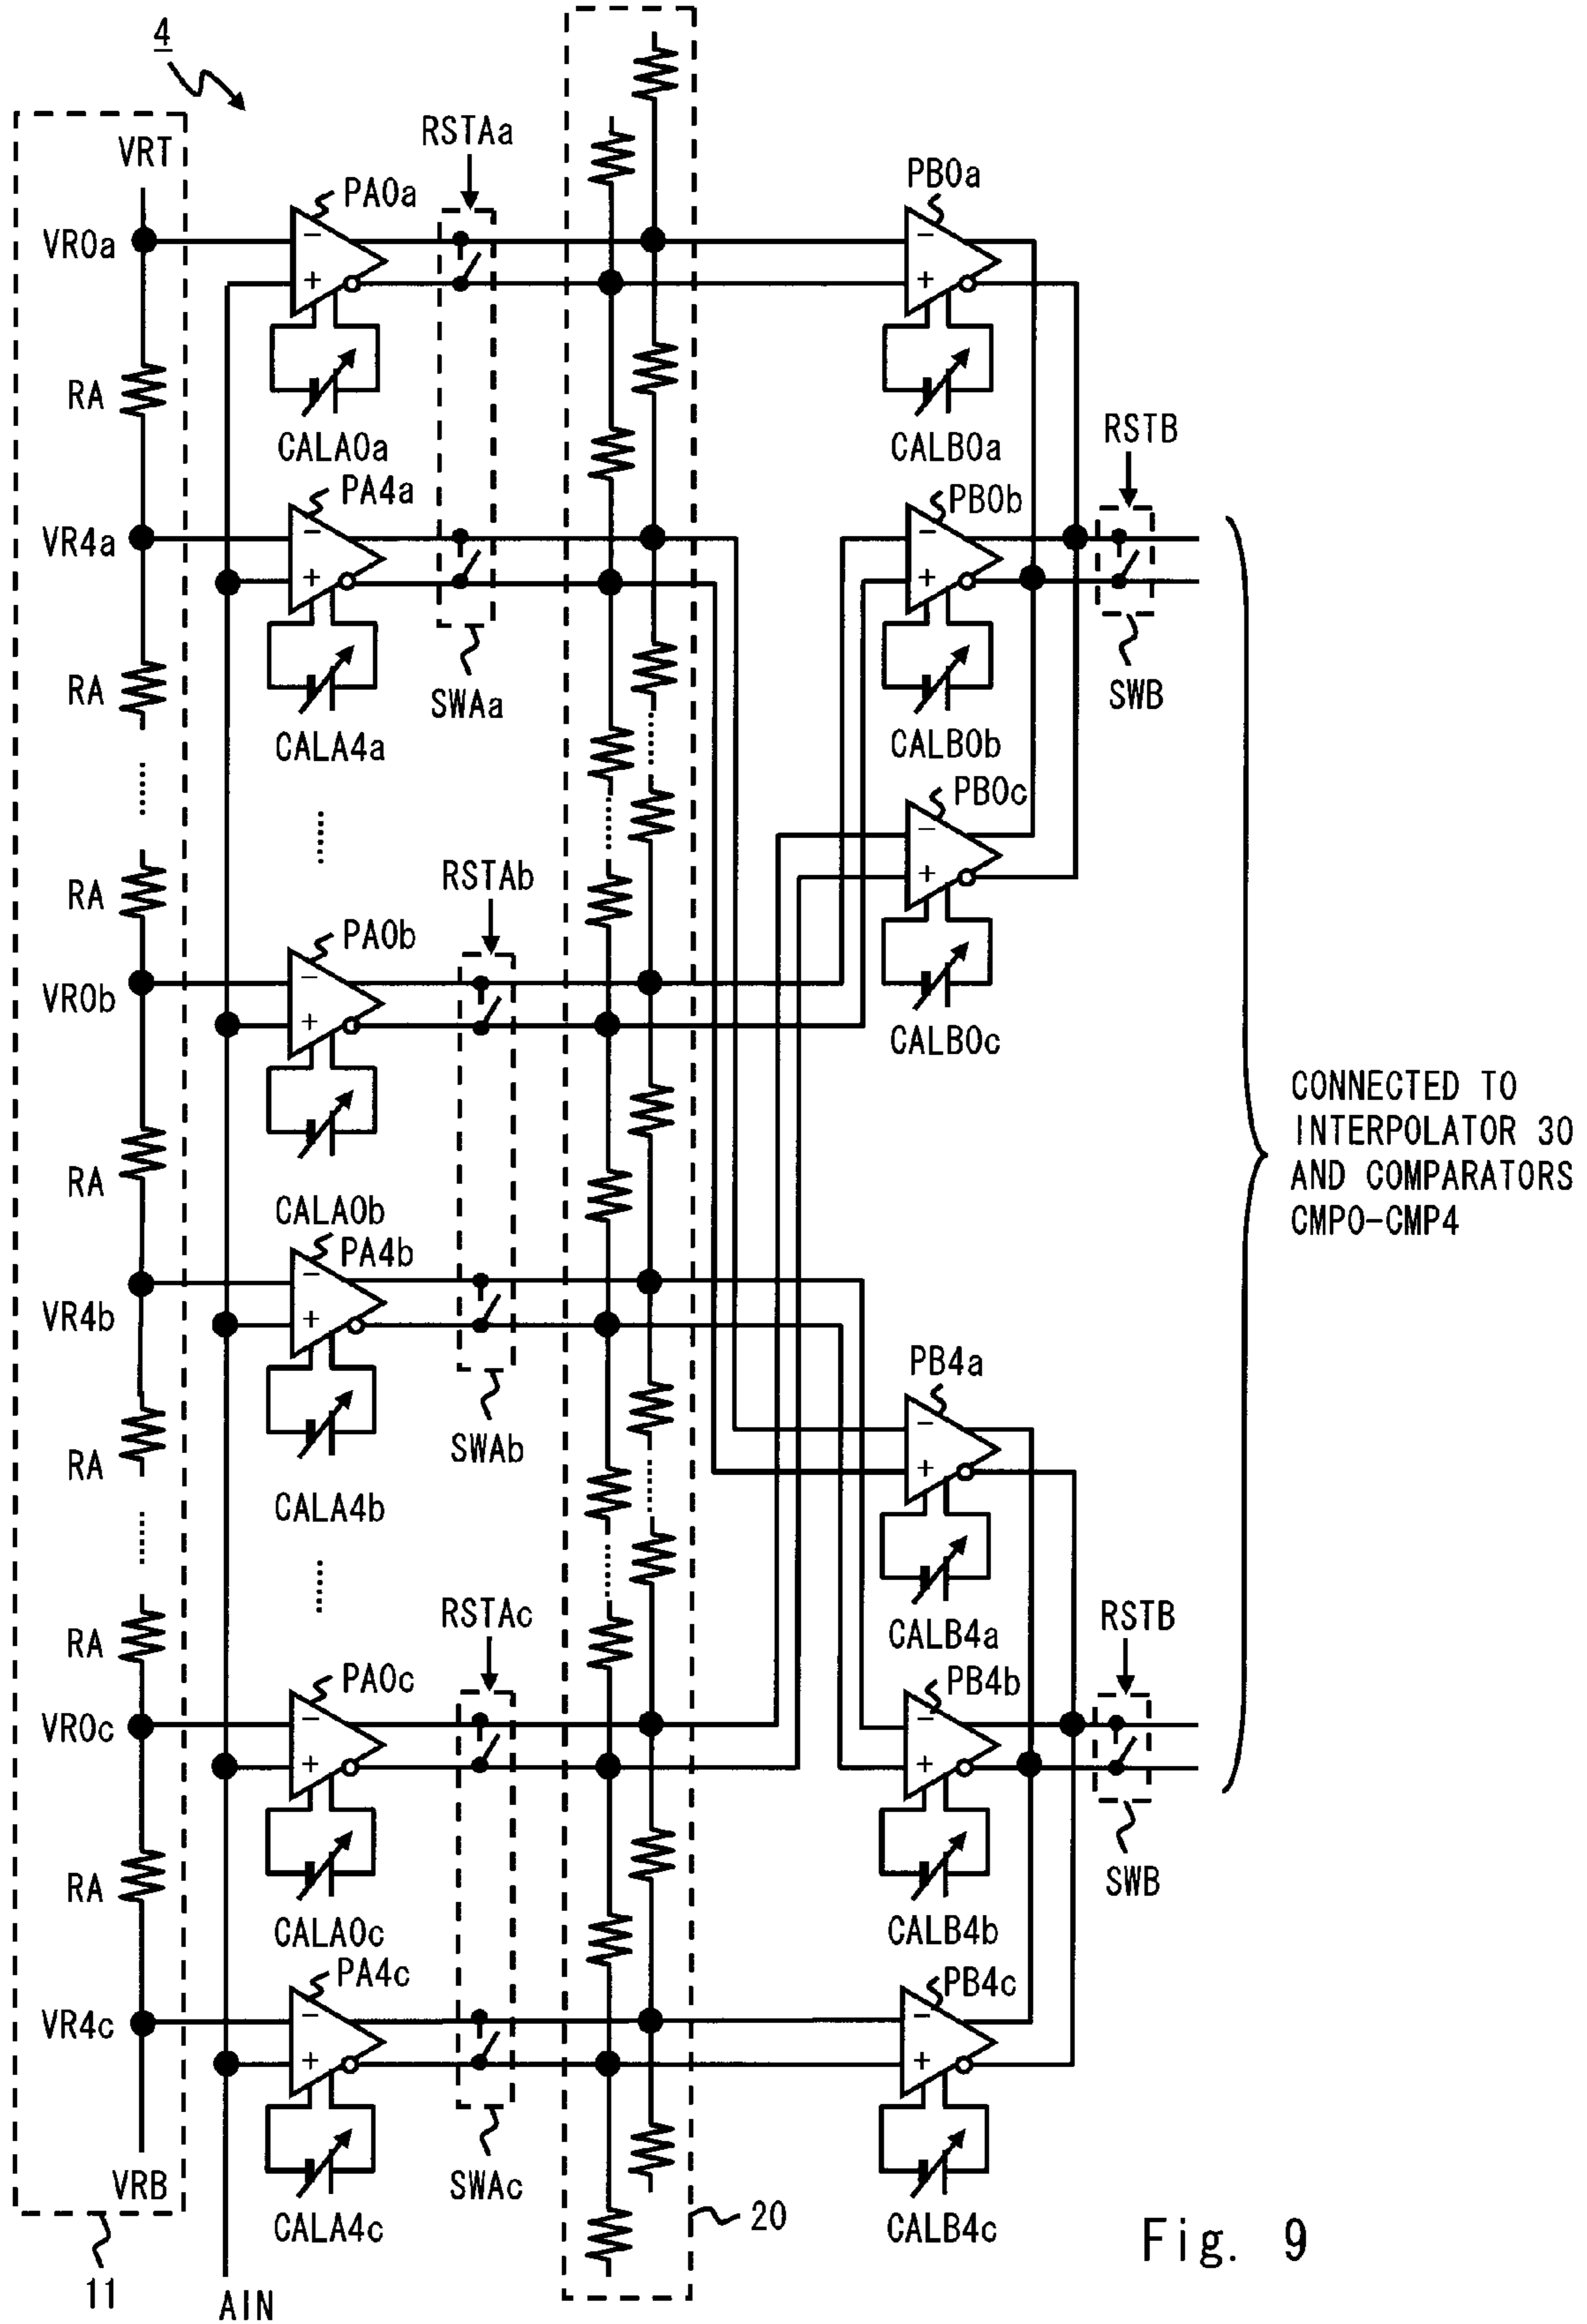 4
VRT
RSTAa
PA0a
PB0a
VR0a
RA
CALA0a
CALB0a
RSTB
PA4a
PB0b
VR4a
RA
SWAa
SWB
CALA4a
CALB0b
PB0c
RA
RSTAb
PA0b
VR0b
CALB0c
CONNECTED TO
INTERPOLATOR 30
AND COMPARATORS
CMP0-CMP4
RA
CALA0b
PA4b
VR4b
PB4a
RA
SWAb
CALA4b
RSTAc
RSTB
RA
CALB4a
PA0c
PB4b
VR0c
RA
SWB
CALA0c
CALB4b
PA4c
PB4c
VR4c
VRB
SWAc
CALA4c
20
CALB4c
Fig. 9
11
AIN